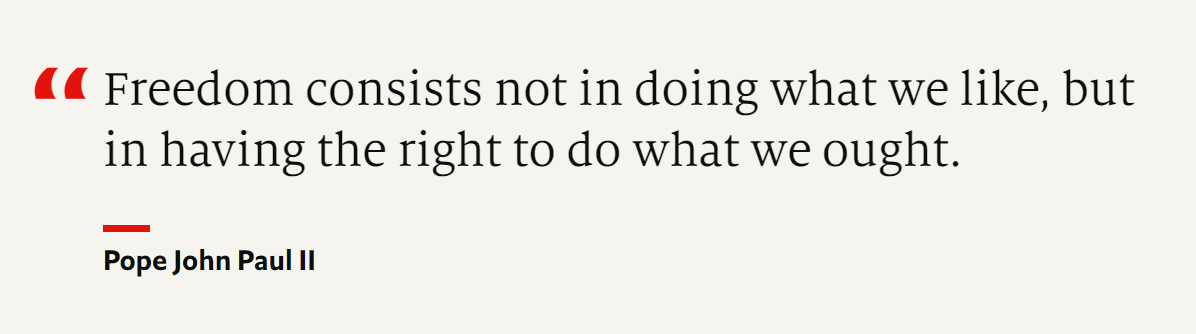 “Freedom consists not in doing what we like, but
in having the right to do what we ought.
Pope John Paul II